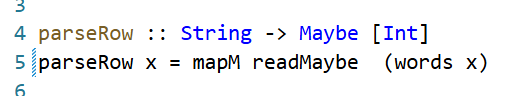 3
4 parseRow :: String -> Maybe [Int]
5 parseRow x = mapM readMaybe  (words x)
6